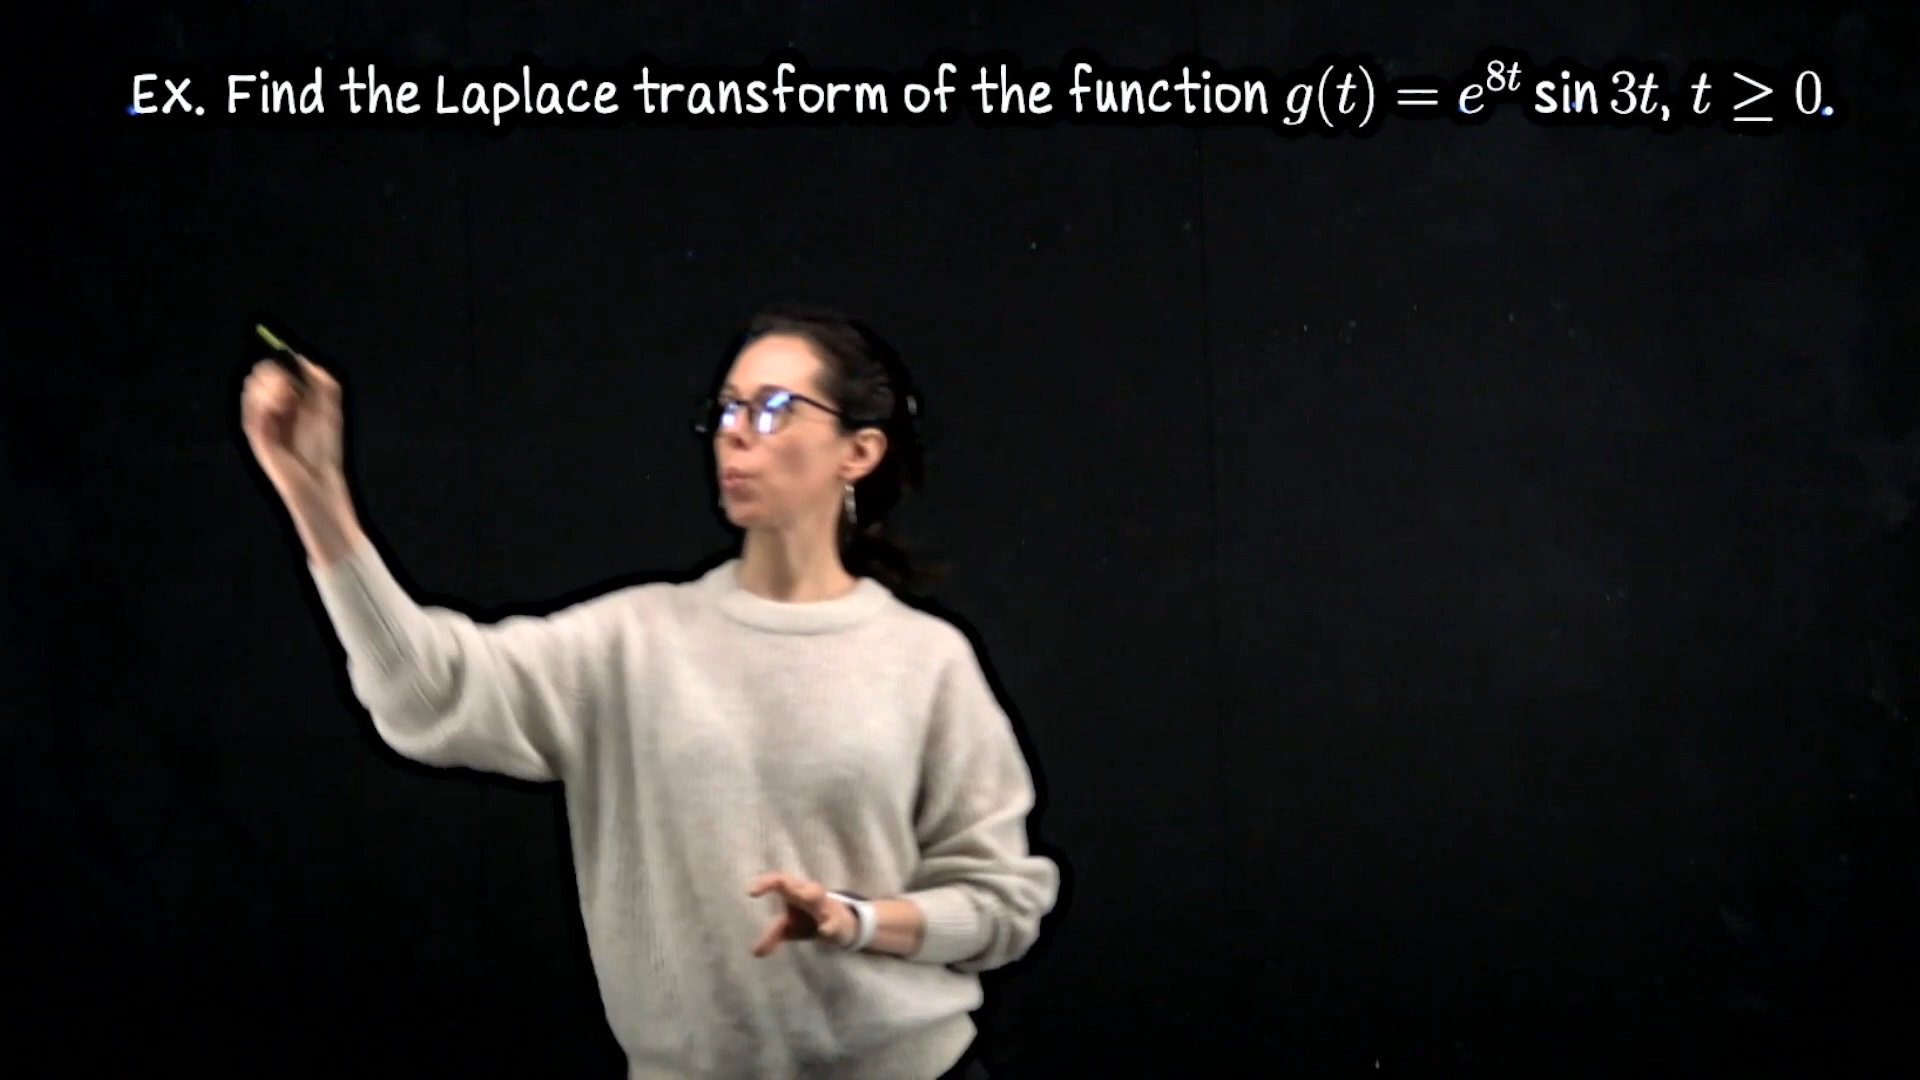 Ex. Find the Laplace transform of the function g(t) = e^{8t} sin 3t, t ≥ 0.